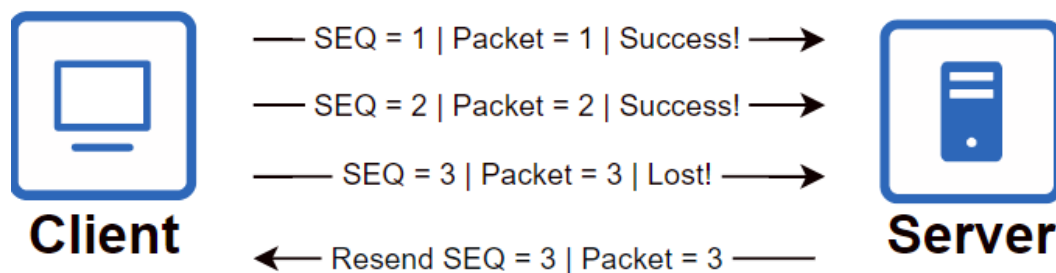 SEQ = 1 | Packet = 1 | Success!
SEQ = 2 | Packet = 2 | Success!
SEQ = 3 | Packet = 3 | Lost!
Resend SEQ = 3 | Packet = 3
Client
Server